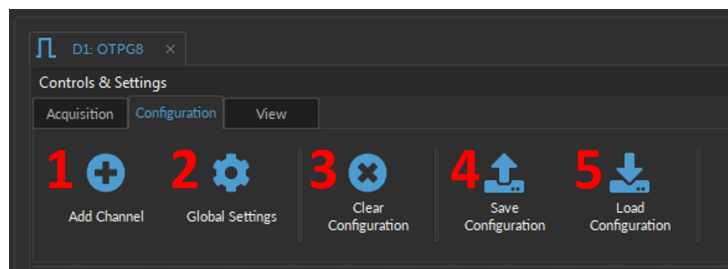 D1: OTPG8 ×
Controls & Settings
Acquisition Configuration View
1 2 3 4 5
Add Channel Global Settings Clear Configuration Save Configuration Load Configuration